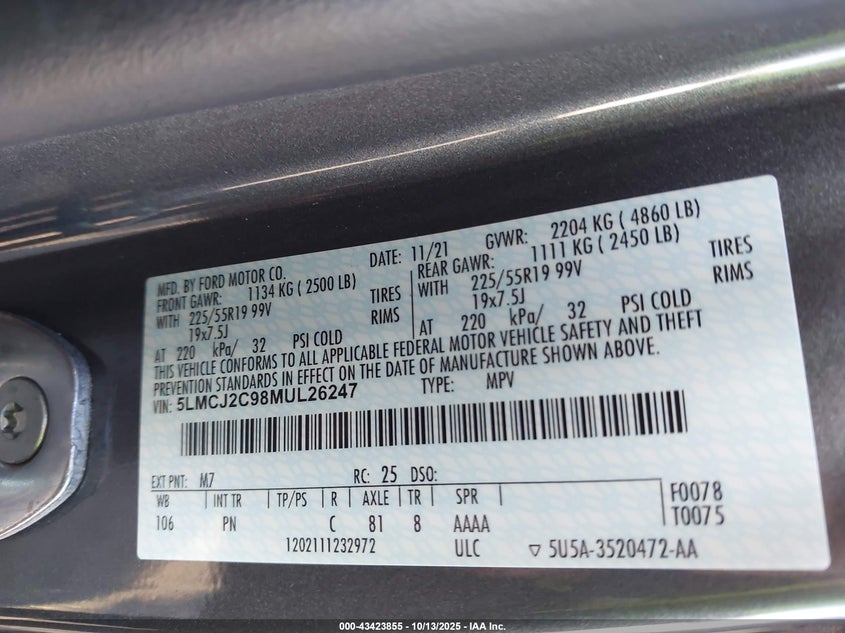 MFD. BY FORD MOTOR CO. DATE: 11/21 GVWR: 2204 KG ( 4860 LB)
FRONT GAWR: 1134 KG ( 2500 LB) REAR GAWR: 1111 KG ( 2450 LB)
WITH 225/55R19 99V TIRES WITH 225/55R19 99V TIRES
19x7.5J RIMS 19x7.5J RIMS
AT 220 kPa/ 32 PSI COLD AT 220 kPa/ 32 PSI COLD
THIS VEHICLE CONFORMS TO ALL APPLICABLE FEDERAL MOTOR VEHICLE SAFETY AND THEFT
PREVENTION STANDARDS IN EFFECT ON THE DATE OF MANUFACTURE SHOWN ABOVE.
VIN: 5LMCJ2C98MUL26247 TYPE: MPV
EXT PNT: M7 RC: 25 DSO:
WB INT TR TP/PS R AXLE TR SPR F0078
106 PN C 81 8 AAAA T0075
1202111232972 ULC ▽ 5U5A-3520472-AA
000-43423855 - 10/13/2025 - IAA Inc.